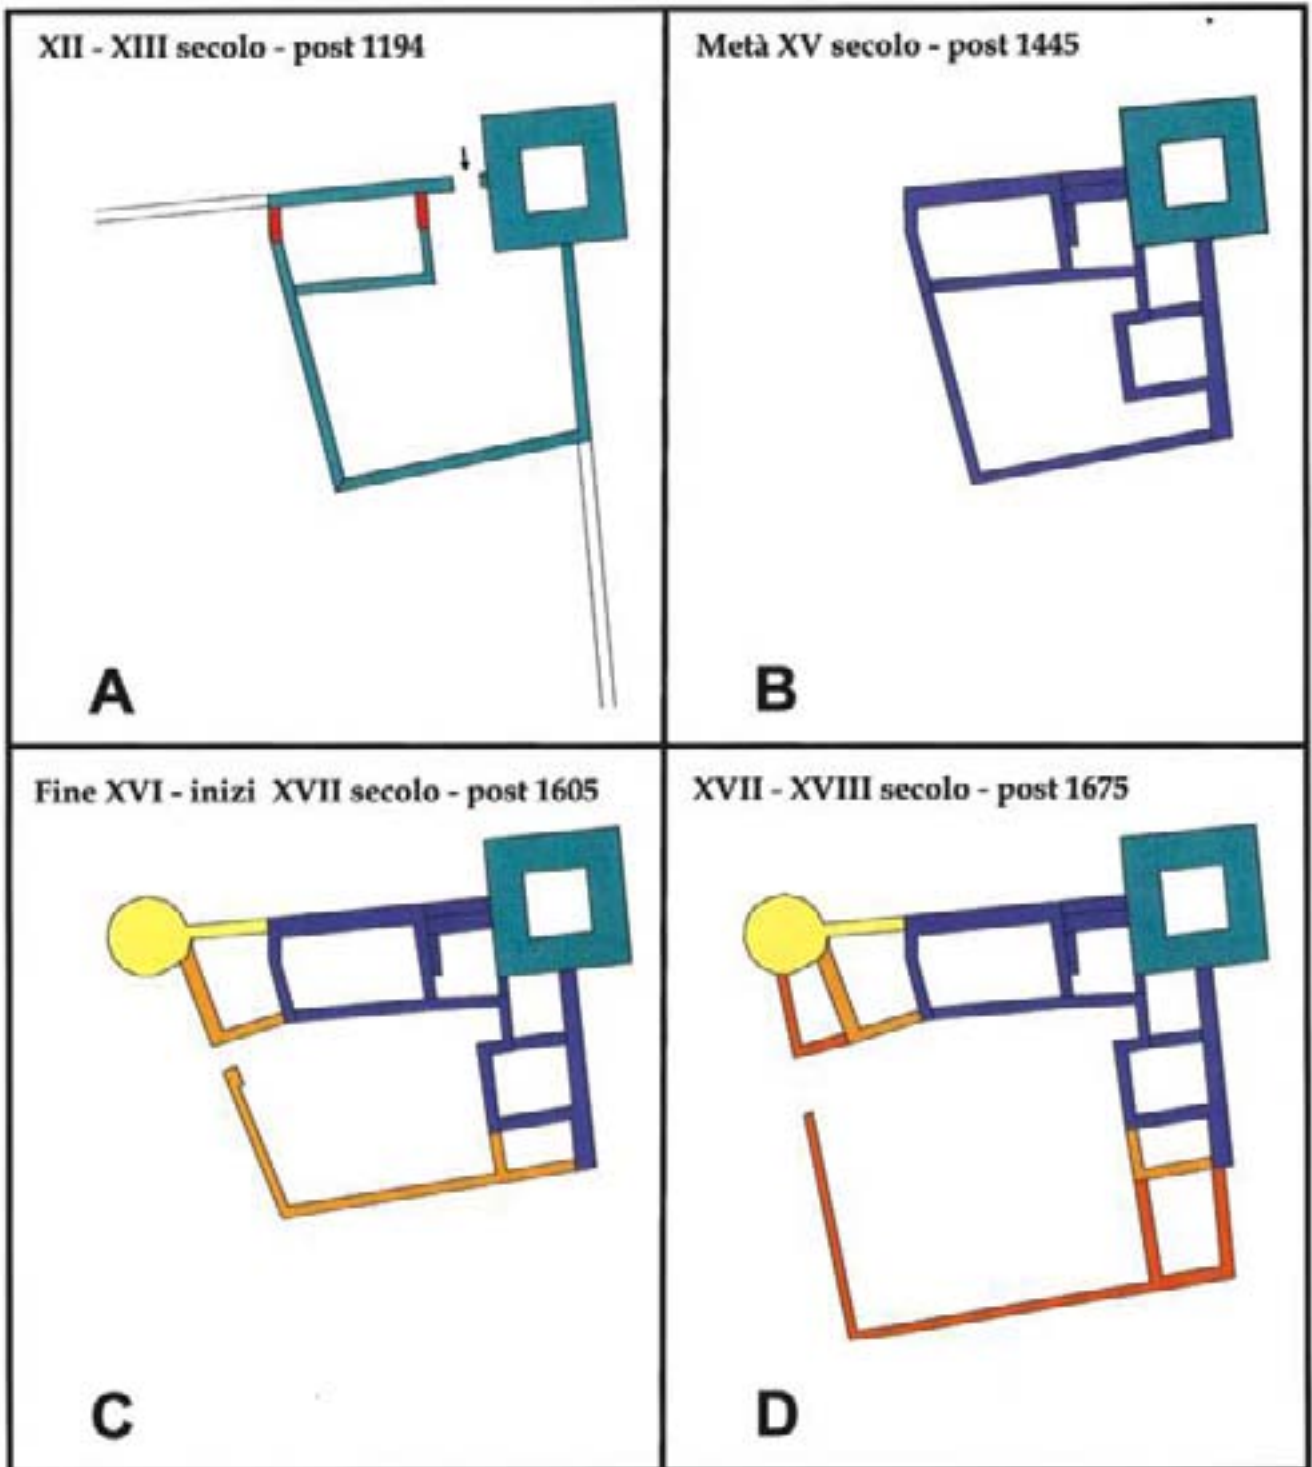 XII - XIII secolo - post 1194
Metà XV secolo - post 1445
A
B
Fine XVI - inizi XVII secolo - post 1605
XVII - XVIII secolo - post 1675
C
D